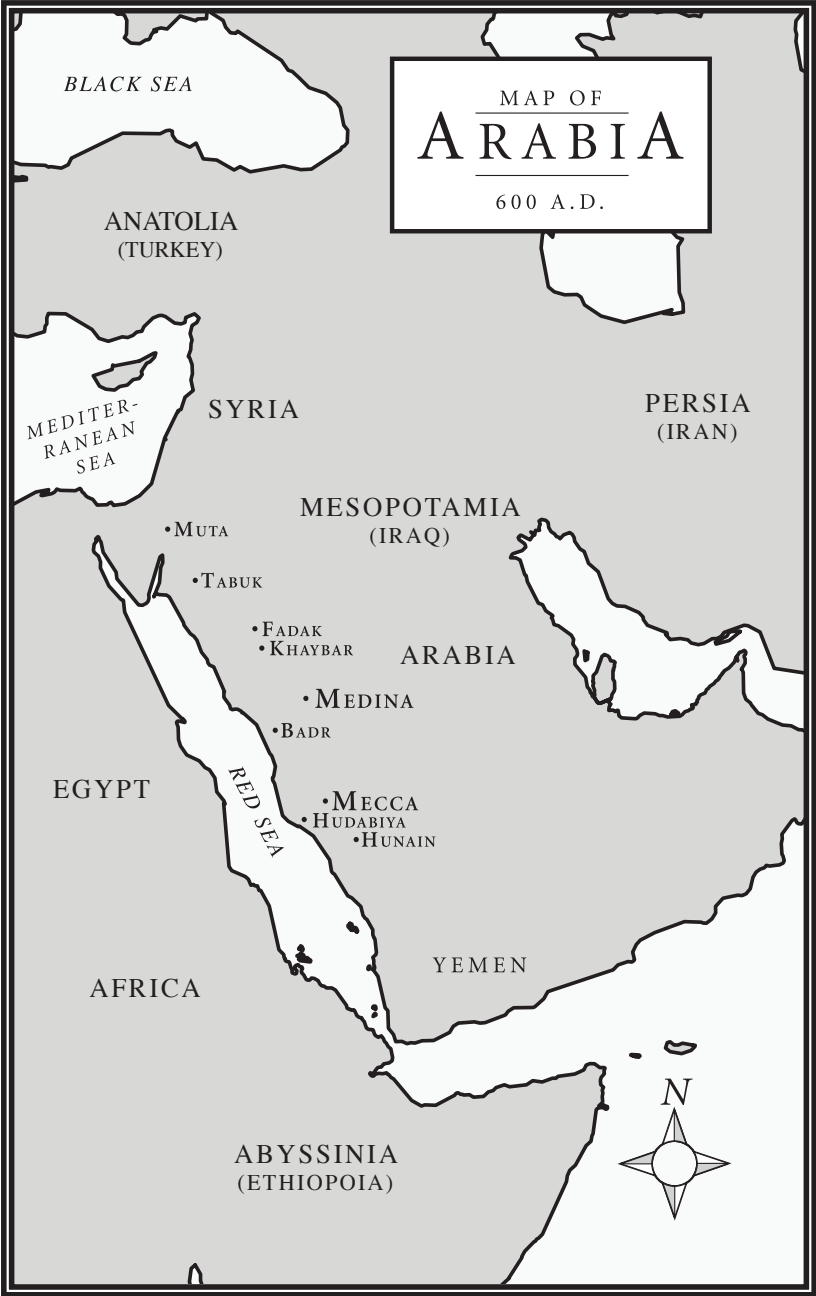 MAP OF
ARABIA
600 A.D.
BLACK SEA
ANATOLIA
(TURKEY)
MEDITER-
RANEAN
SEA
SYRIA
PERSIA
(IRAN)
MESOPOTAMIA
(IRAQ)
•MUTA
•TABUK
•FADAK
•KHAYBAR
ARABIA
•MEDINA
•BADR
EGYPT
RED SEA
•MECCA
•HUDABIYA
•HUNAIN
YEMEN
AFRICA
N
ABYSSINIA
(ETHIOPOIA)